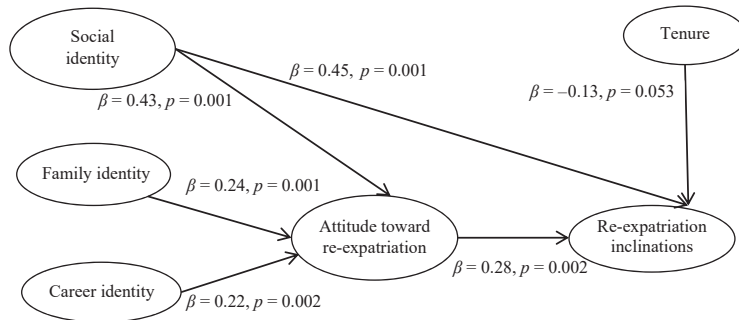 Social
identity
Tenure
β = 0.45, p = 0.001
β = –0.13, p = 0.053
β = 0.43, p = 0.001
Family identity
β = 0.24, p = 0.001
Attitude toward
re-expatriation
Re-expatriation
inclinations
β = 0.28, p = 0.002
Career identity
β = 0.22, p = 0.002